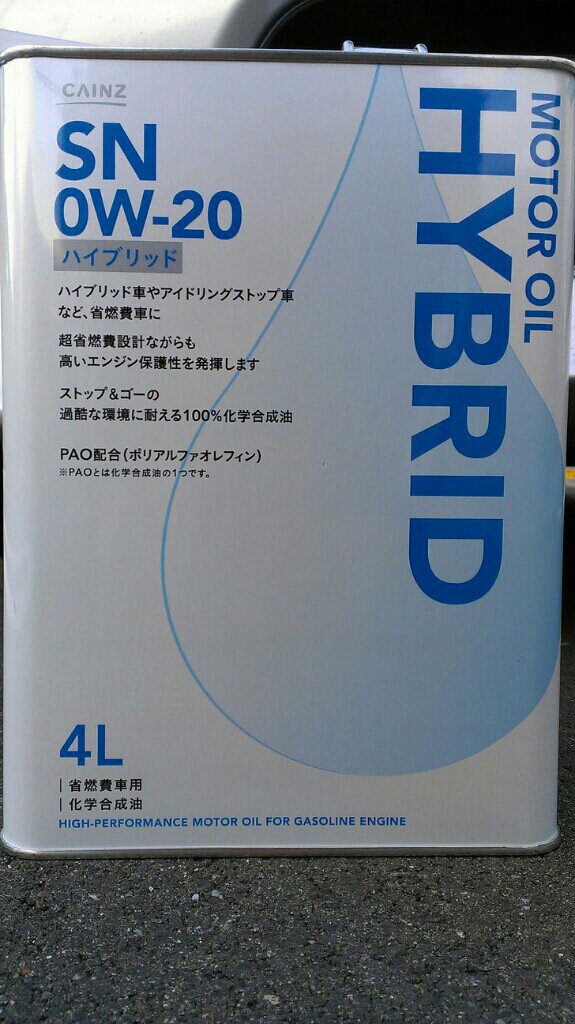 CAINZ
SN
0W-20
ハイブリッド
ハイブリッド車やアイドリングストップ車
など、省燃費車に
超省燃費設計ながらも
高いエンジン保護性を発揮します
ストップ&ゴーの
過酷な環境に耐える100%化学合成油
PAO配合(ポリアルファオレフィン)
※PAOとは化学合成油の1つです。
MOTOR OIL
HYBRID
4L
省燃費車用
化学合成油
HIGH-PERFORMANCE MOTOR OIL FOR GASOLINE ENGINE